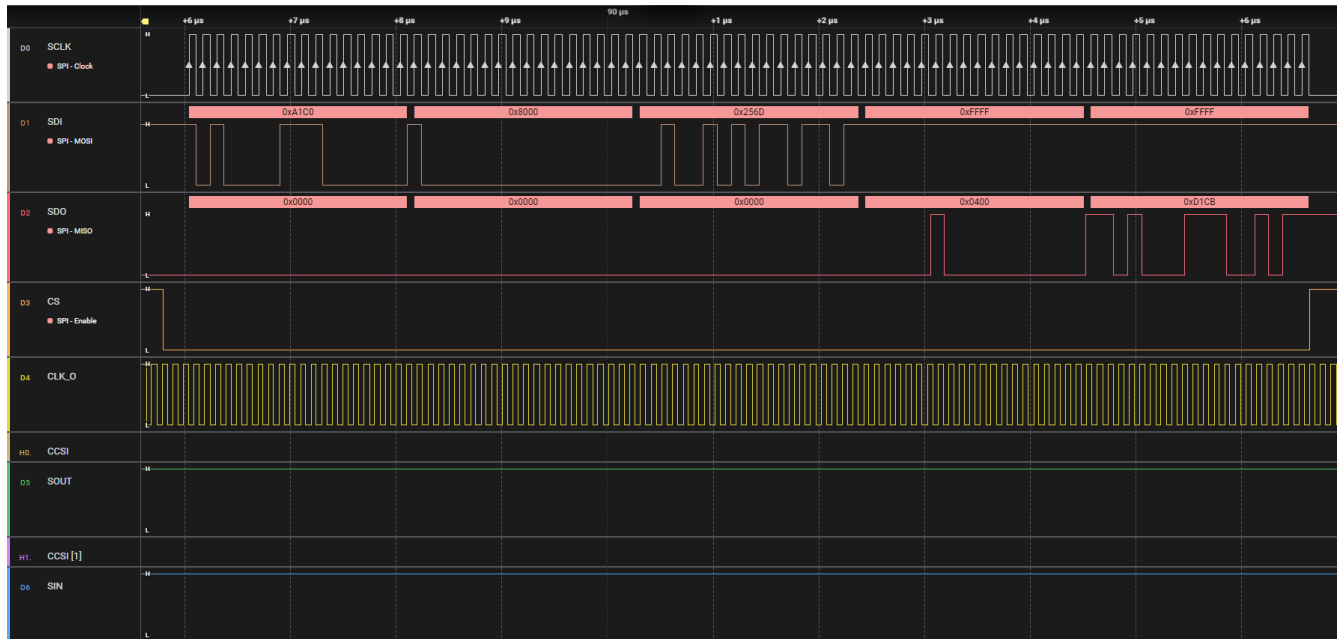 90 µs
+6 µs +7 µs +8 µs +9 µs +1 µs +2 µs +3 µs +4 µs +5 µs +6 µs
H
D0 SCLK
SPI - Clock
L
0xA1C0 0x8000 0x256D 0xFFFF 0xFFFF
H
D1 SDI
SPI - MOSI
L
0x0000 0x0000 0x0000 0x0400 0xD1CB
H
D2 SDO
SPI - MISO
L
H
D3 CS
SPI - Enable
L
H
D4 CLK_O
L
H0. CCSI
H
D5 SOUT
L
H1. CCSI [1]
H
D6 SIN
L